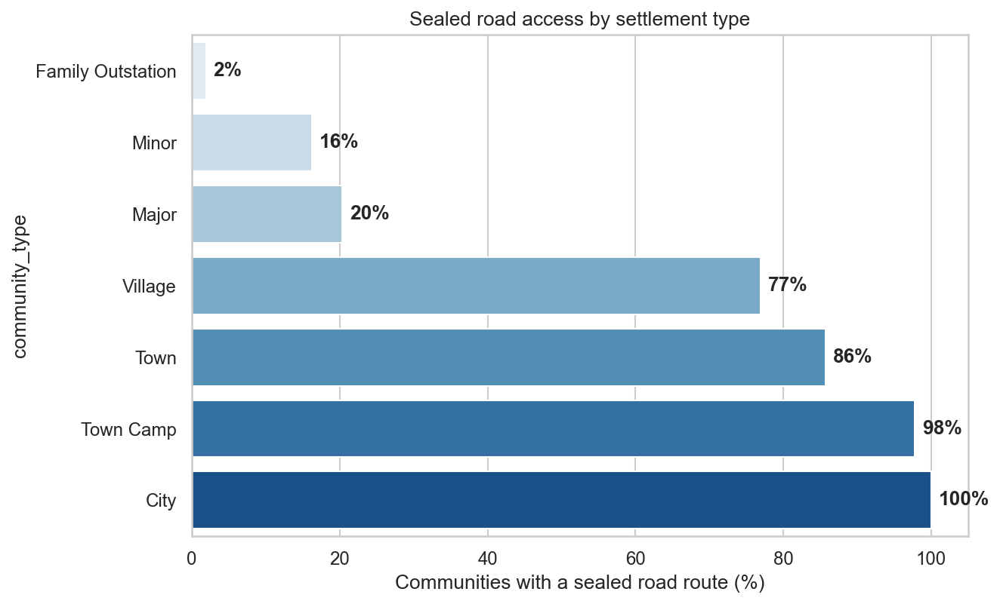 Sealed road access by settlement type
community_type
Family Outstation 2%
Minor 16%
Major 20%
Village 77%
Town 86%
Town Camp 98%
City 100%
0 20 40 60 80 100
Communities with a sealed road route (%)